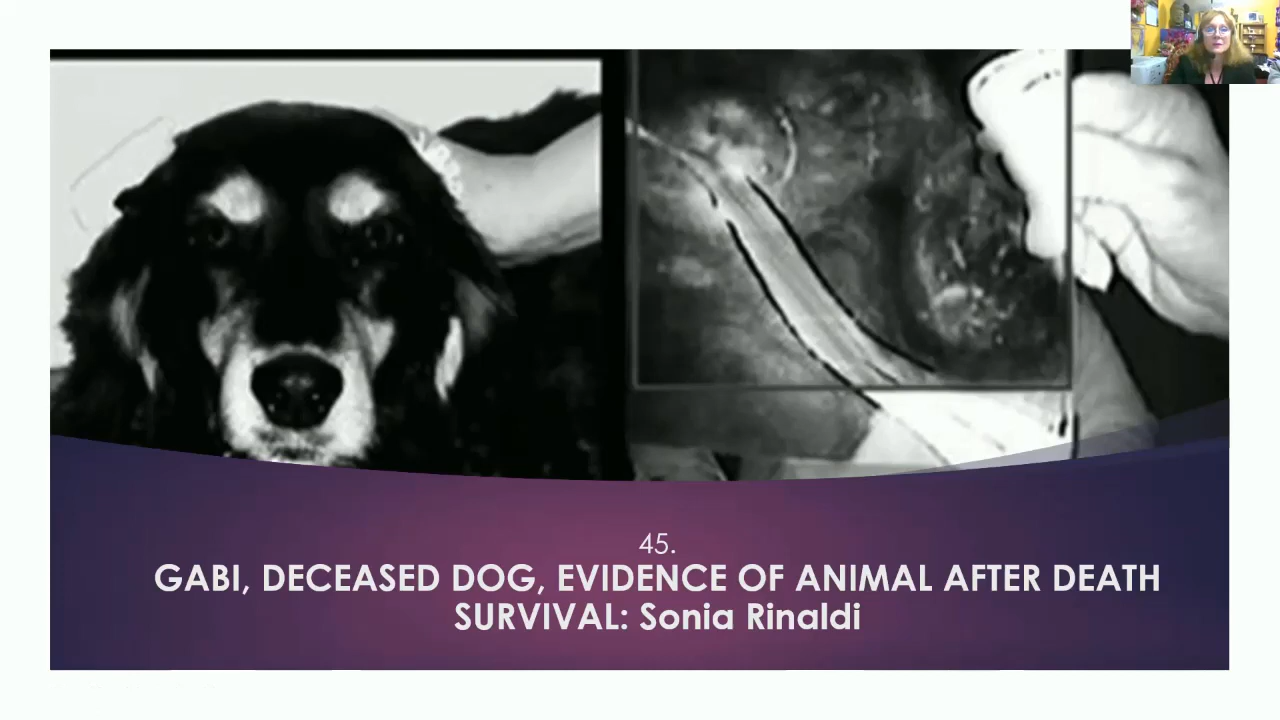 45.
GABI, DECEASED DOG, EVIDENCE OF ANIMAL AFTER DEATH
SURVIVAL: Sonia Rinaldi